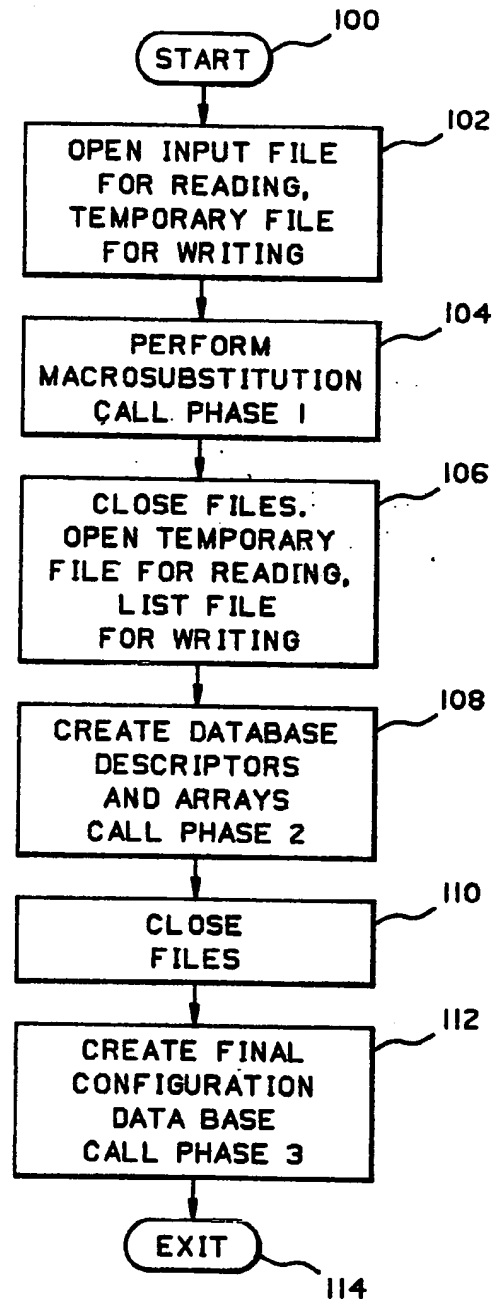 100
START
102
OPEN INPUT FILE
FOR READING,
TEMPORARY FILE
FOR WRITING
104
PERFORM
MACROSUBSTITUTION
CALL PHASE 1
106
CLOSE FILES.
OPEN TEMPORARY
FILE FOR READING,
LIST FILE
FOR WRITING
108
CREATE DATABASE
DESCRIPTORS
AND ARRAYS
CALL PHASE 2
110
CLOSE
FILES
112
CREATE FINAL
CONFIGURATION
DATA BASE
CALL PHASE 3
EXIT
114